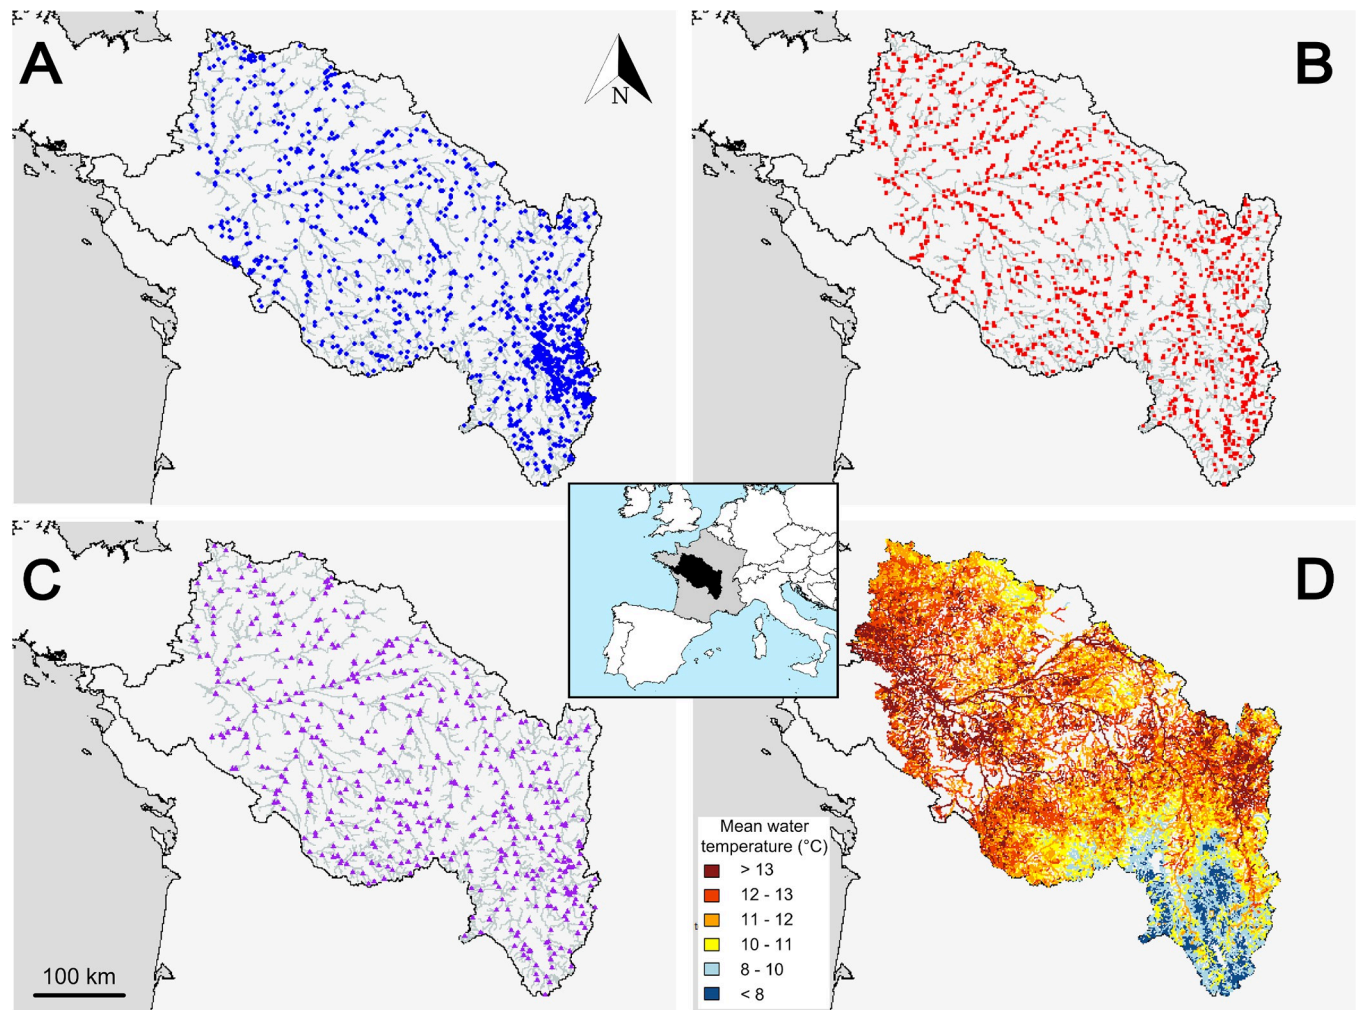 A
N
B
C
100 km
D
Mean water
temperature (°C)
> 13
12 - 13
11 - 12
10 - 11
8 - 10
< 8